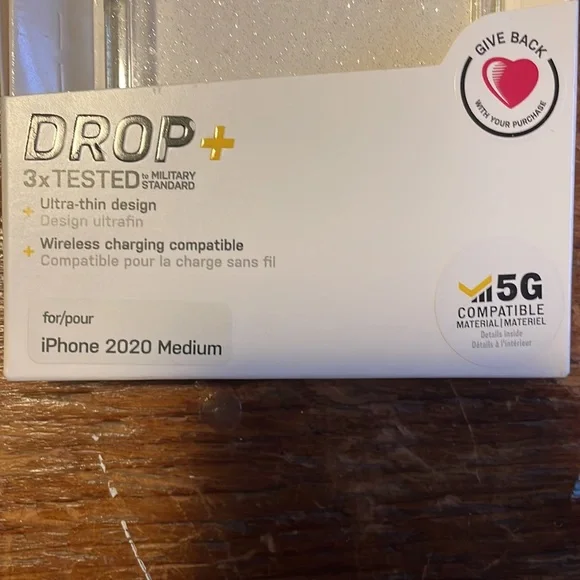 GIVE BACK
WITH YOUR PURCHASE
DROP+
3xTESTED to MILITARY STANDARD
+ Ultra-thin design
Design ultrafin
+ Wireless charging compatible
Compatible pour la charge sans fil
for/pour
iPhone 2020 Medium
5G
COMPATIBLE
MATERIAL|MATERIEL
Details Inside
Détails à l'intérieur